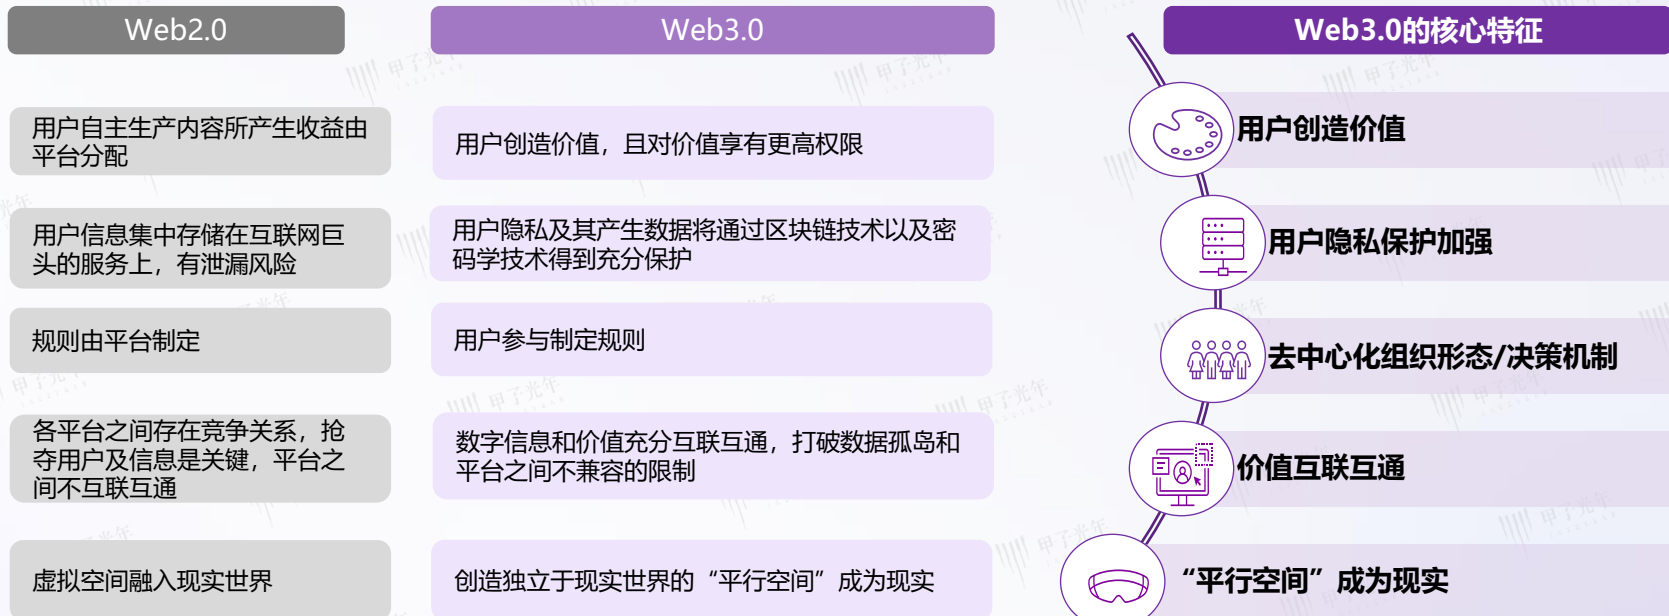 Web2.0
Web3.0
Web3.0的核心特征
用户自主生产内容所产生收益由
平台分配
用户创造价值，且对价值享有更高权限
用户创造价值
用户信息集中存储在互联网巨
头的服务上，有泄漏风险
用户隐私及其产生数据将通过区块链技术以及密
码学技术得到充分保护
用户隐私保护加强
规则由平台制定
用户参与制定规则
去中心化组织形态/决策机制
各平台之间存在竞争关系，抢
夺用户及信息是关键，平台之
间不互联互通
数字信息和价值充分互联互通，打破数据孤岛和
平台之间不兼容的限制
价值互联互通
虚拟空间融入现实世界
创造独立于现实世界的“平行空间”成为现实
“平行空间”成为现实
甲子光年